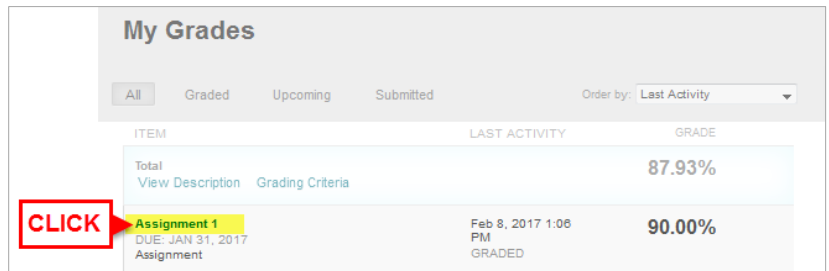 My Grades
All Graded Upcoming Submitted Order by: Last Activity
ITEM LAST ACTIVITY GRADE
Total 87.93%
View Description Grading Criteria
CLICK Assignment 1 Feb 8, 2017 1:06 PM 90.00%
DUE: JAN 31, 2017 GRADED
Assignment